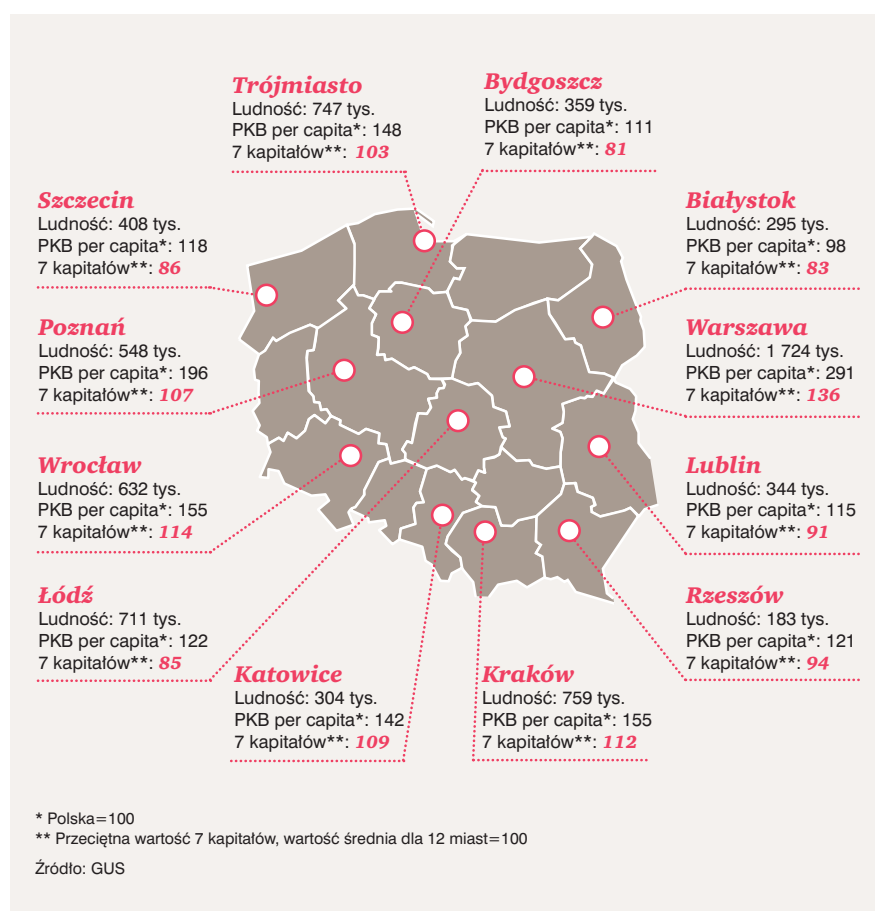 Trójmiasto
Ludność: 747 tys.
PKB per capita*: 148
7 kapitałów**: 103
Bydgoszcz
Ludność: 359 tys.
PKB per capita*: 111
7 kapitałów**: 81
Szczecin
Ludność: 408 tys.
PKB per capita*: 118
7 kapitałów**: 86
Białystok
Ludność: 295 tys.
PKB per capita*: 98
7 kapitałów**: 83
Poznań
Ludność: 548 tys.
PKB per capita*: 196
7 kapitałów**: 107
Warszawa
Ludność: 1 724 tys.
PKB per capita*: 291
7 kapitałów**: 136
Wrocław
Ludność: 632 tys.
PKB per capita*: 155
7 kapitałów**: 114
Lublin
Ludność: 344 tys.
PKB per capita*: 115
7 kapitałów**: 91
Łódź
Ludność: 711 tys.
PKB per capita*: 122
7 kapitałów**: 85
Rzeszów
Ludność: 183 tys.
PKB per capita*: 121
7 kapitałów**: 94
Katowice
Ludność: 304 tys.
PKB per capita*: 142
7 kapitałów**: 109
Kraków
Ludność: 759 tys.
PKB per capita*: 155
7 kapitałów**: 112
* Polska=100
** Przeciętna wartość 7 kapitałów, wartość średnia dla 12 miast=100
Źródło: GUS